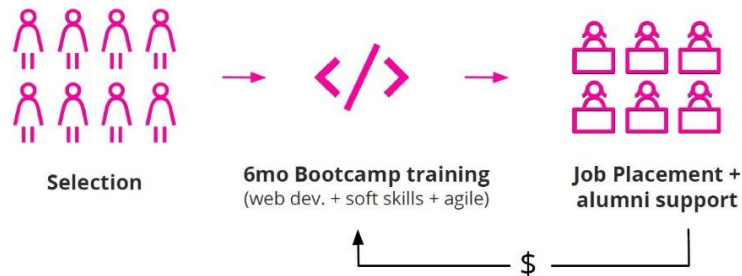 </>
Selection
6mo Bootcamp training
(web dev. + soft skills + agile)
Job Placement +
alumni support
$